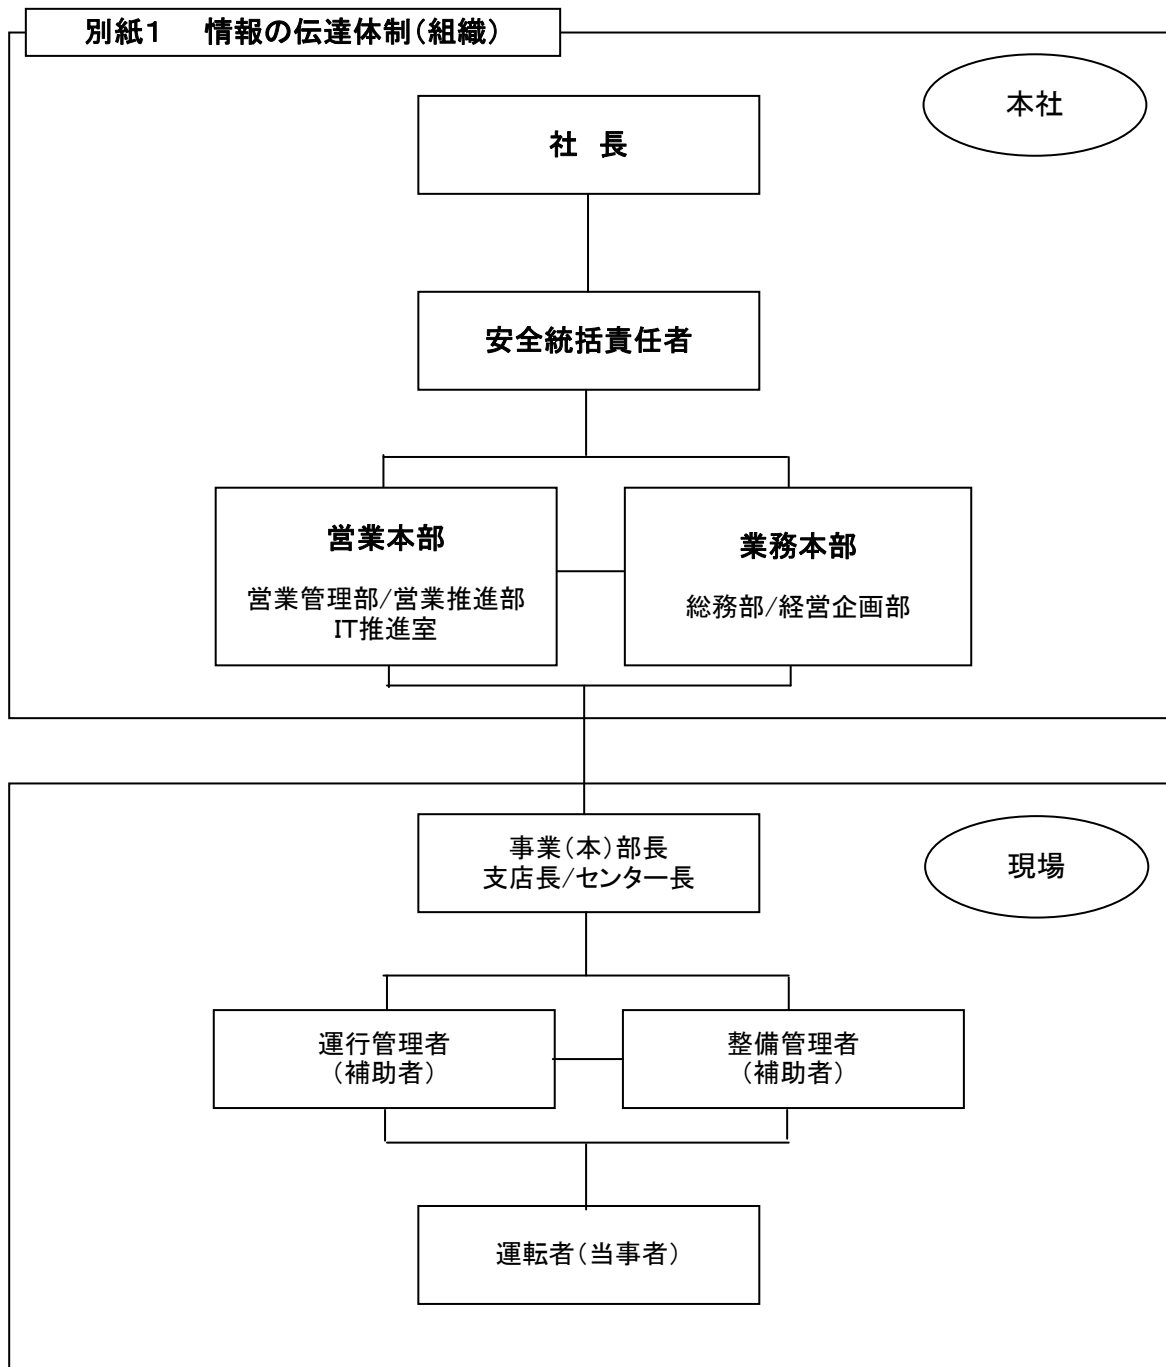 別紙1　情報の伝達体制(組織)
本社
社　長
安全統括責任者
営業本部
営業管理部/営業推進部
IT推進室
業務本部
総務部/経営企画部
事業(本)部長
支店長/センター長
現場
運行管理者
(補助者)
整備管理者
(補助者)
運転者(当事者)